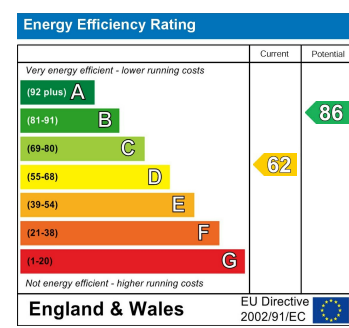 Energy Efficiency Rating
Current Potential
Very energy efficient - lower running costs
(92 plus) A
(81-91) B
86
(69-80) C
62
(55-68) D
(39-54) E
(21-38) F
(1-20) G
Not energy efficient - higher running costs
England & Wales
EU Directive
2002/91/EC